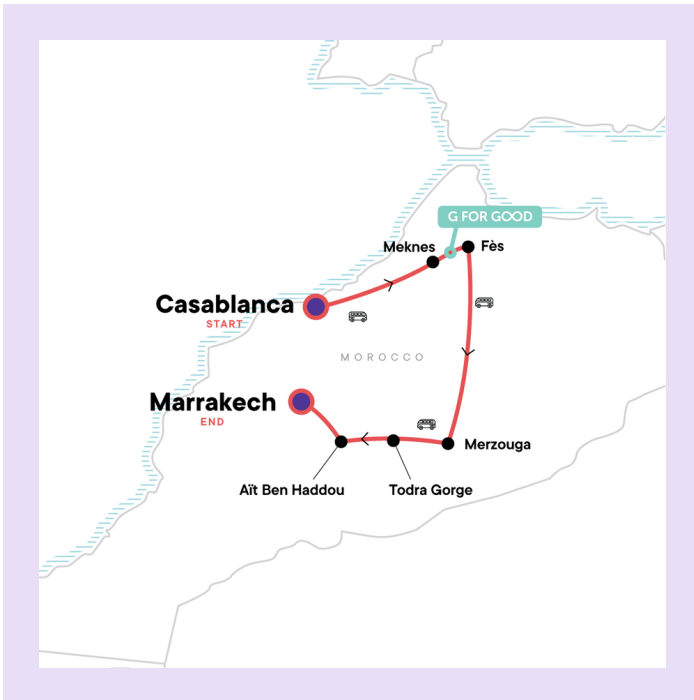 G FOR GOOD
Meknes
Fès
Casablanca
START
MOROCCO
Marrakech
END
Merzouga
Aït Ben Haddou
Todra Gorge